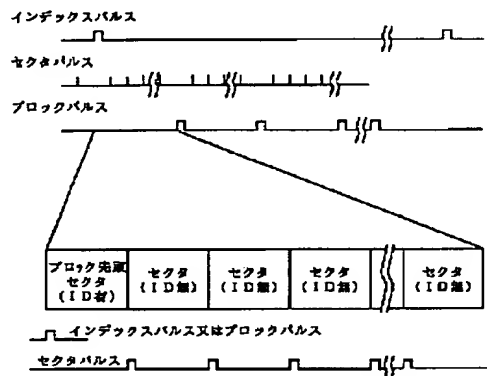 インデックスパルス
セクタパルス
ブロックパルス
ブロック先頭
セクタ
(ID有)
セクタ
(ID無)
セクタ
(ID無)
セクタ
(ID無)
セクタ
(ID無)
インデックスパルス又はブロックパルス
セクタパルス